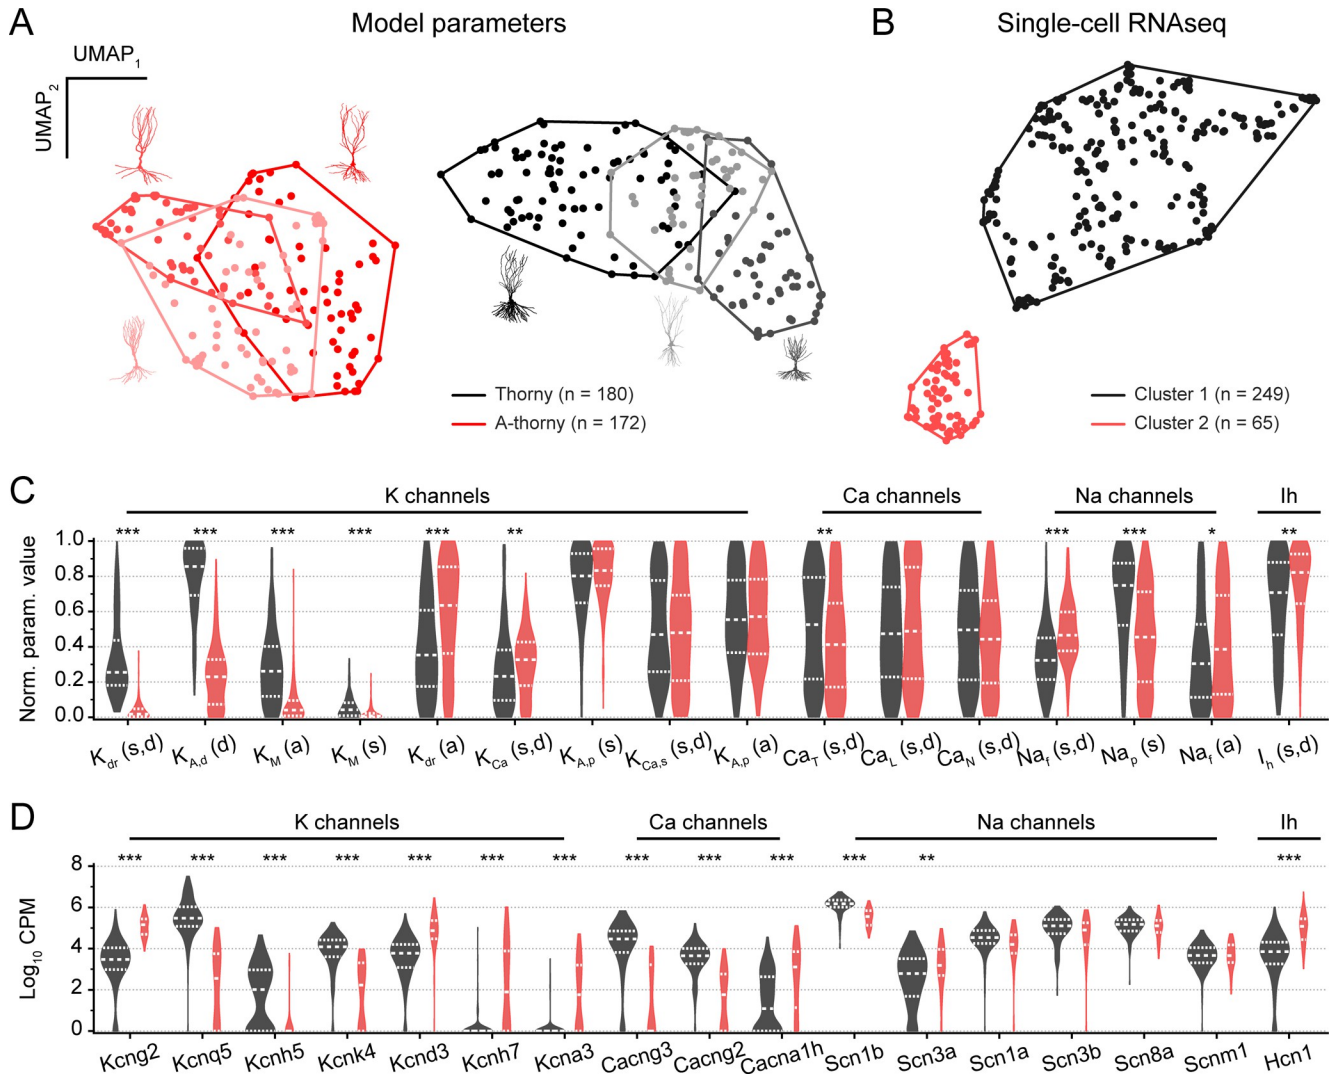 A
Model parameters
B
Single-cell RNAseq
UMAP1
UMAP2
Thorny (n = 180)
A-thorny (n = 172)
Cluster 1 (n = 249)
Cluster 2 (n = 65)
C
K channels
Ca channels
Na channels
Ih
*** *** *** *** *** ** ** *** *** * **
Norm. param. value
1.0
0.8
0.6
0.4
0.2
0.0
Kdr (s,d) KA,d (d) KM (a) KM (s) Kdr (a) KCa (s,d) KA,p (s) KCa,s (s,d) KA,p (a) CaT (s,d) CaL (s,d) CaN (s,d) Naf (s,d) Nap (s) Naf (a) Ih (s,d)
D
K channels
Ca channels
Na channels
Ih
*** *** *** *** *** *** *** *** *** *** *** ** ***
Log10 CPM
8
6
4
2
0
Kcng2 Kcnq5 Kcnh5 Kcnk4 Kcnd3 Kcnh7 Kcna3 Cacng3 Cacng2 Cacna1h Scn1b Scn3a Scn1a Scn3b Scn8a Scnm1 Hcn1